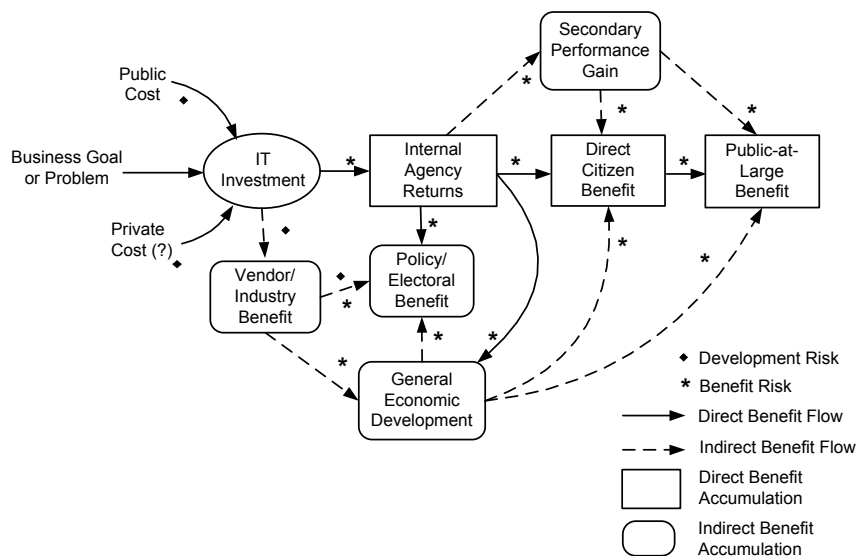 Secondary
Performance
Gain
Public
Cost
Business Goal
or Problem
IT
Investment
Internal
Agency
Returns
Direct
Citizen
Benefit
Public-at-
Large
Benefit
Private
Cost (?)
Vendor/
Industry
Benefit
Policy/
Electoral
Benefit
General
Economic
Development
◆ Development Risk
* Benefit Risk
Direct Benefit Flow
Indirect Benefit Flow
Direct Benefit
Accumulation
Indirect Benefit
Accumulation